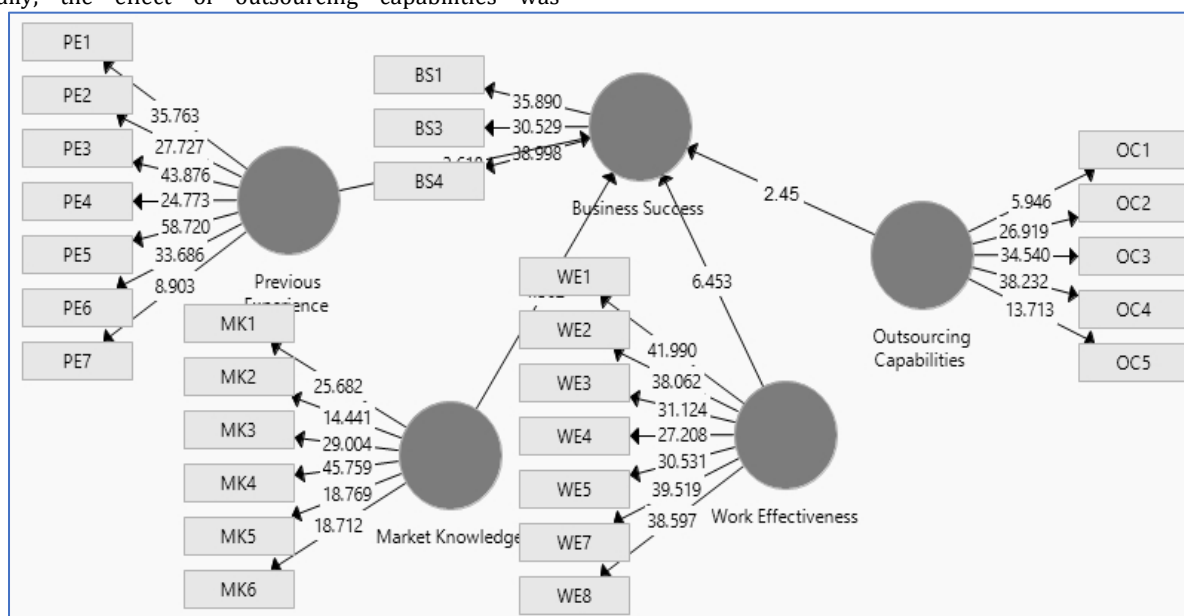 the effect of outsourcing capabilities was
PE1
PE2
PE3
PE4
PE5
PE6
PE7
35.763
27.727
43.876
24.773
58.720
33.686
8.903
Previous
Experience
BS1
BS3
BS4
35.890
30.529
38.998
Business Success
2.45
6.453
OC1
OC2
OC3
OC4
OC5
5.946
26.919
34.540
38.232
13.713
Outsourcing
Capabilities
MK1
MK2
MK3
MK4
MK5
MK6
25.682
14.441
29.004
45.759
18.769
18.712
Market Knowledge
WE1
WE2
WE3
WE4
WE5
WE7
WE8
41.990
38.062
31.124
27.208
30.531
39.519
38.597
Work Effectiveness